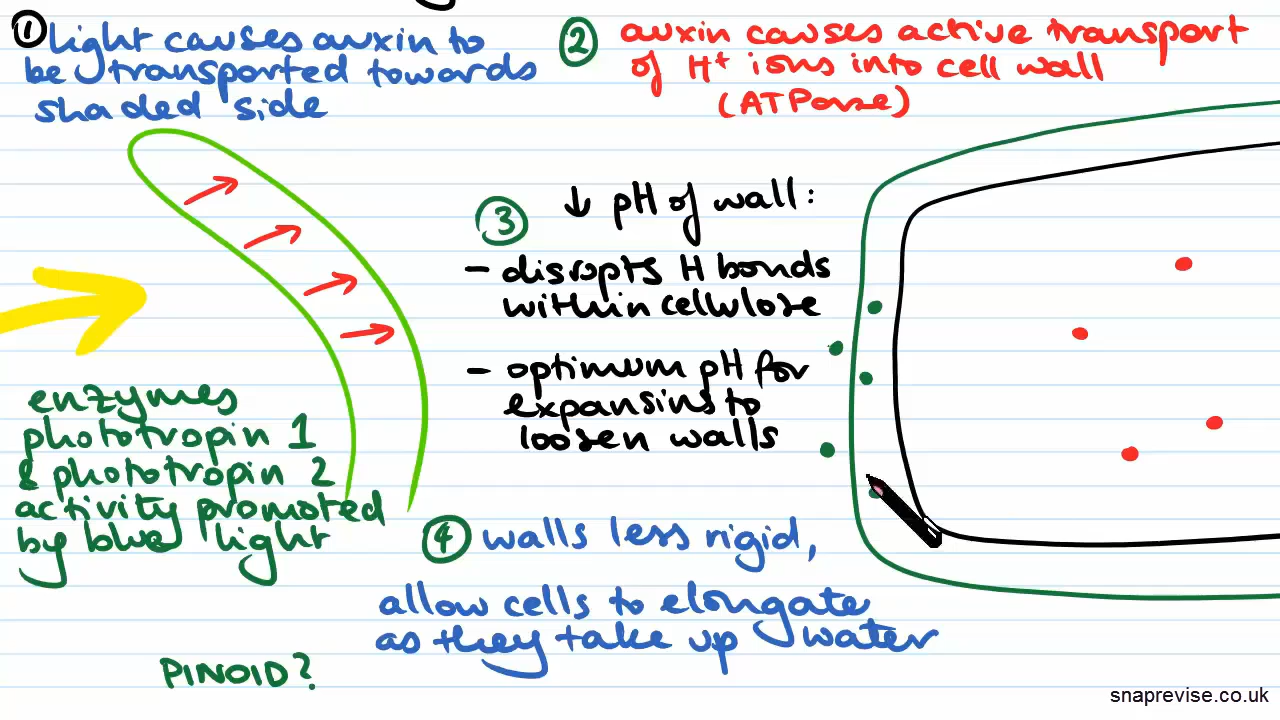 ① light causes auxin to
be transported towards
shaded side
② auxin causes active transport
of H⁺ ions into cell wall
(ATPase)
③ ↓ pH of wall:
- disrupts H bonds
within cellulose
- optimum pH for
expansins to
loosen walls
enzymes
phototropin 1
& phototropin 2
activity promoted
by blue light
④ walls less rigid,
allow cells to elongate
as they take up water
PINOID?
snaprevise.co.uk